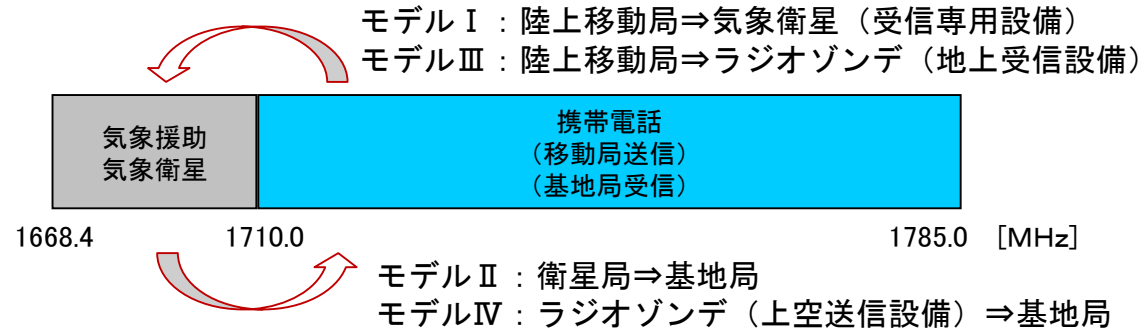 モデルⅠ：陸上移動局⇒気象衛星（受信専用設備）
モデルⅢ：陸上移動局⇒ラジオゾンデ（地上受信設備）
気象援助
気象衛星
携帯電話
（移動局送信）
（基地局受信）
1668.4 1710.0 1785.0 [MHz]
モデルⅡ：衛星局⇒基地局
モデルⅣ：ラジオゾンデ（上空送信設備）⇒基地局